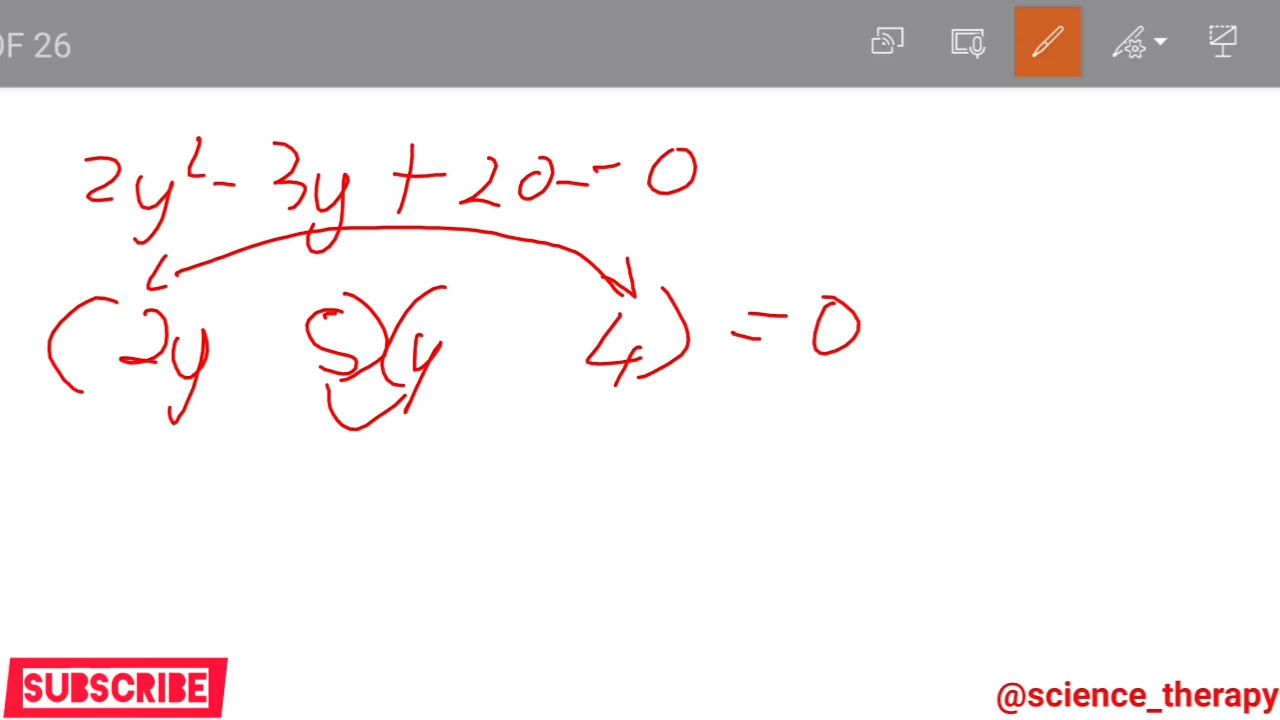 OF 26
2y² - 3y + 20 = 0
(2y 5)(y 4) = 0
SUBSCRIBE
@science_therapy